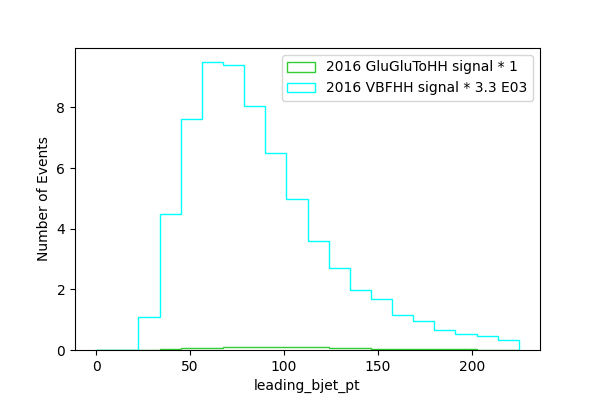 2016 GluGluToHH signal * 1
2016 VBFHH signal * 3.3 E03
Number of Events
8
6
4
2
0
0 50 100 150 200
leading_bjet_pt